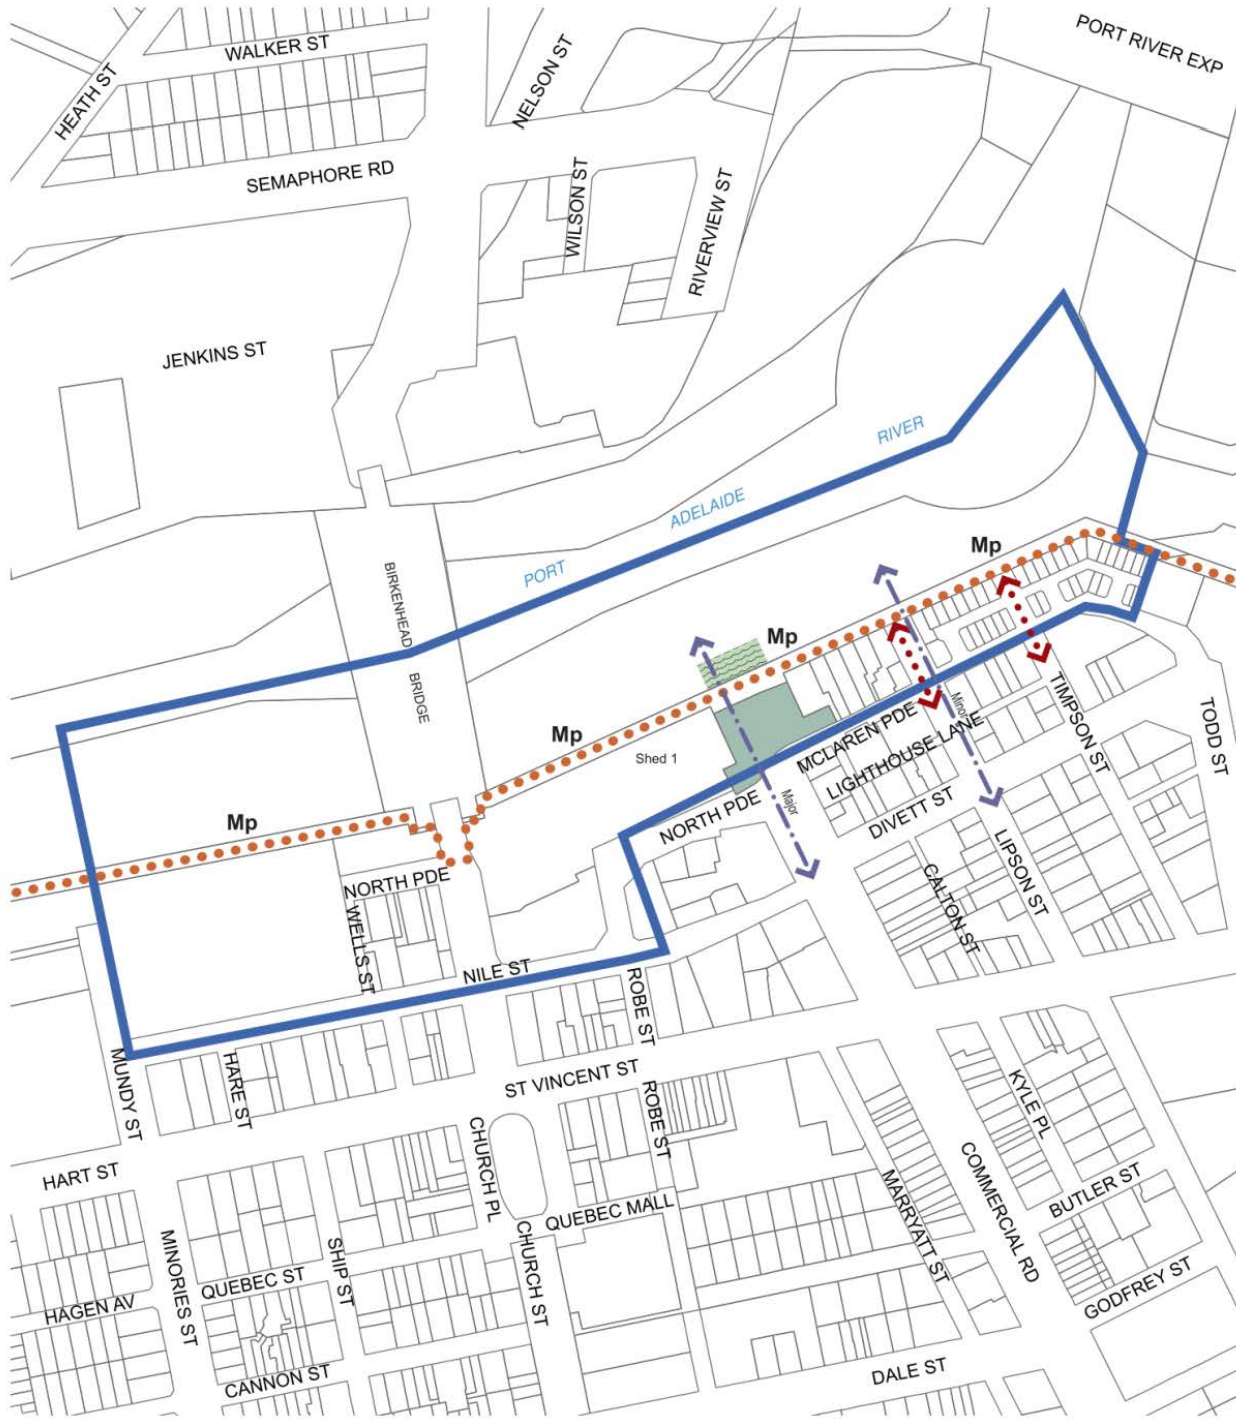 PORT RIVER EXP
WALKER ST
HEATH ST
NELSON ST
SEMAPHORE RD
WILSON ST
RIVERVIEW ST
JENKINS ST
RIVER
ADELAIDE
PORT
BIRKENHEAD
BRIDGE
Mp
Mp
Mp
Mp
Shed 1
MCLAREN PDE
Minor
LIGHTHOUSE LANE
TIMPSON ST
TODD ST
NORTH PDE
Major
DIVETT ST
LIPSON ST
CALTON ST
NORTH PDE
WELLS ST
NILE ST
ROBE ST
MUNDY ST
HARE ST
ST VINCENT ST
ROBE ST
KYLE PL
HART ST
CHURCH PL
COMMERCIAL RD
MARRYATT ST
BUTLER ST
QUEBEC MALL
MINORIES ST
SHIP ST
CHURCH ST
QUEBEC ST
HAGEN AV
GODFREY ST
CANNON ST
DALE ST